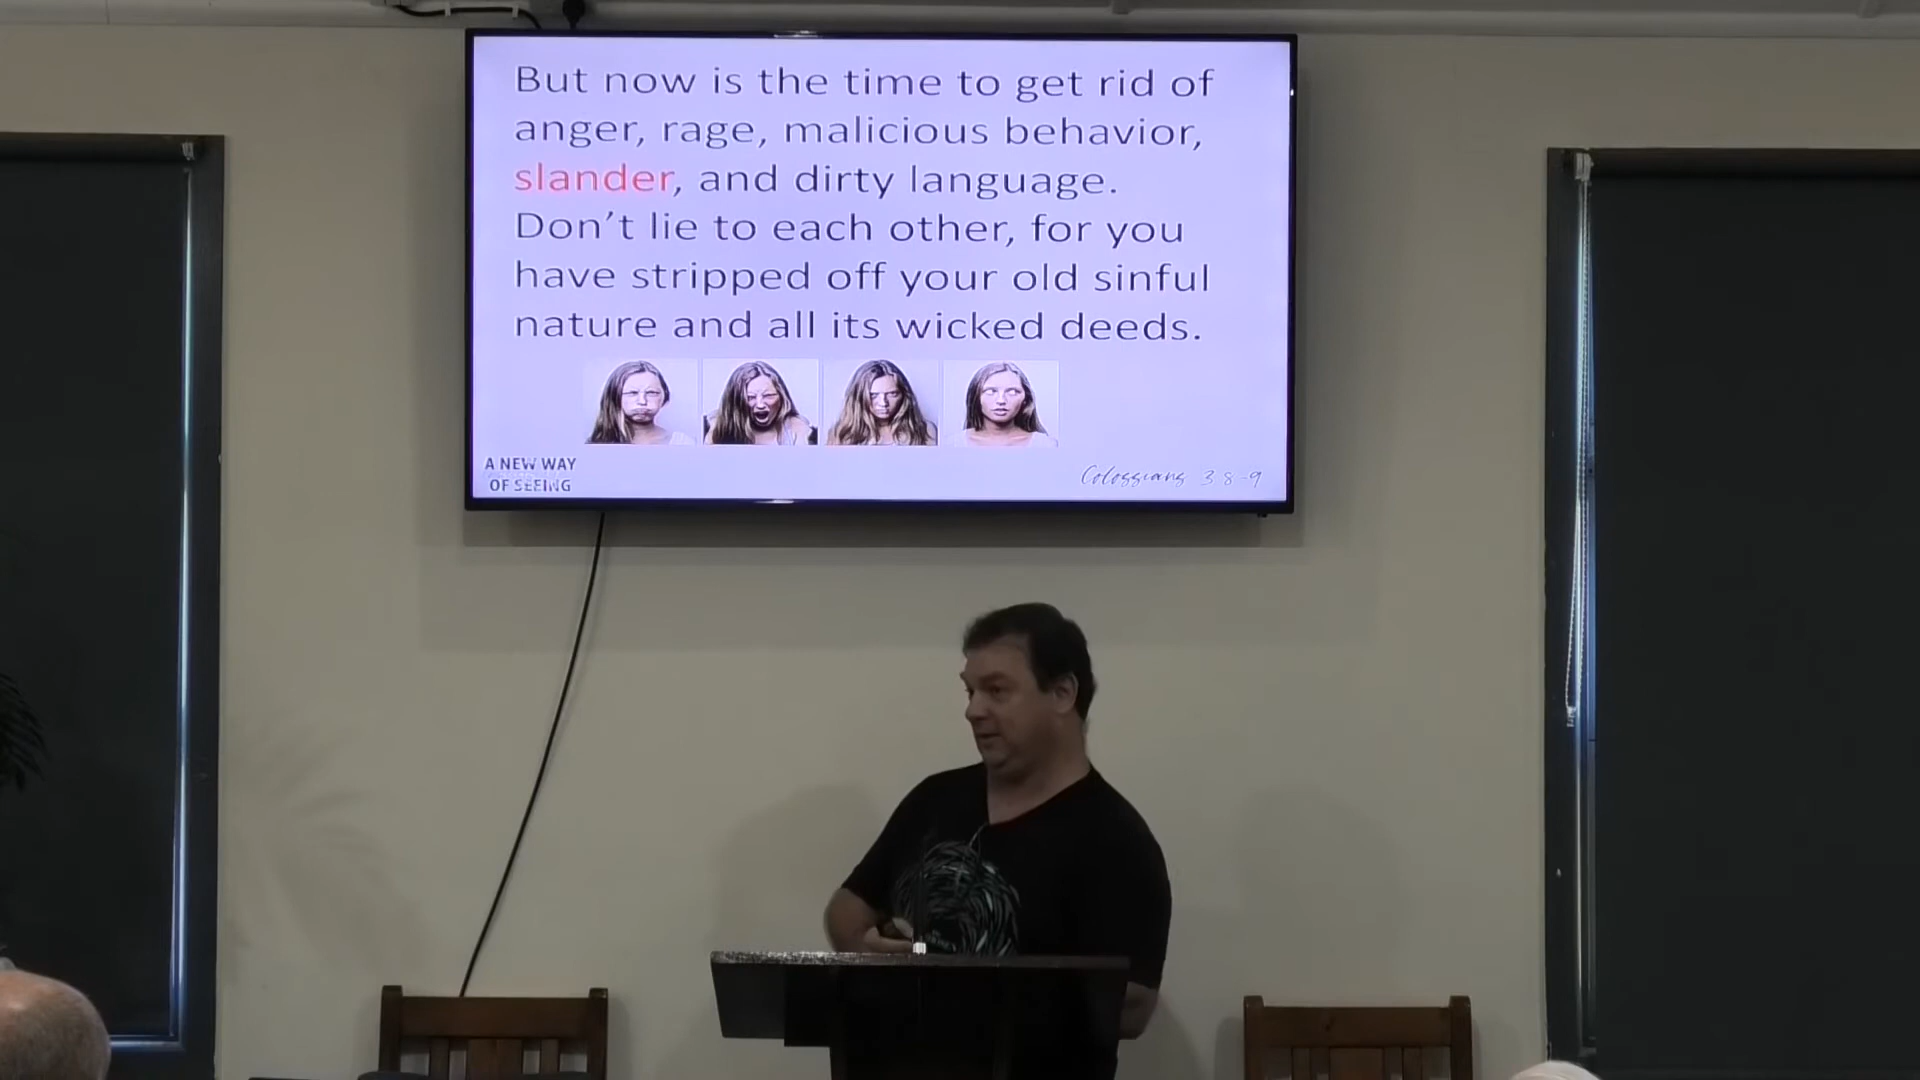 But now is the time to get rid of
anger, rage, malicious behavior,
slander, and dirty language.
Don't lie to each other, for you
have stripped off your old sinful
nature and all its wicked deeds.
A NEW WAY
OF SEEING
Colossians 3 8-9